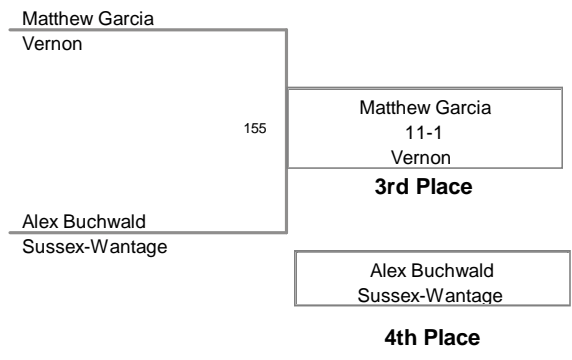 Matthew Garcia
Vernon
155
Matthew Garcia
11-1
Vernon
3rd Place
Alex Buchwald
Sussex-Wantage
Alex Buchwald
Sussex-Wantage
4th Place